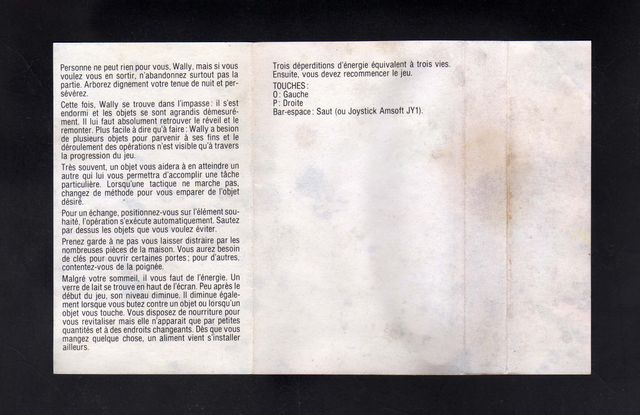 Personne ne peut rien pour vous, Wally, mais si vous
voulez vous en sortir, n'abandonnez surtout pas la
partie. Arborez dignement votre tenue de nuit et per-
sévérez.
Cette fois, Wally se trouve dans l'impasse: il s'est
endormi et les objets se sont agrandis démesuré-
ment. Il lui faut absolument retrouver le réveil et le
remonter. Plus facile à dire qu'à faire: Wally a besion
de plusieurs objets pour parvenir à ses fins et le
déroulement des opérations n'est visible qu'à travers
la progression du jeu.
Très souvent, un objet vous aidera à en atteindre un
autre qui lui vous permettra d'accomplir une tâche
particulière. Lorsqu'une tactique ne marche pas,
changez de méthode pour vous emparer de l'objet
désiré.
Pour un échange, positionnez-vous sur l'élément sou-
haité, l'opération s'exécute automatiquement. Sautez
par dessus les objets que vous voulez éviter.
Prenez garde à ne pas vous laisser distraire par les
nombreuses pièces de la maison. Vous aurez besoin
de clés pour ouvrir certaines portes; pour d'autres,
contentez-vous de la poignée.
Malgré votre sommeil, il vous faut de l'énergie. Un
verre de lait se trouve en haut de l'écran. Peu après le
début du jeu, son niveau diminue. Il diminue égale-
ment lorsque vous butez contre un objet ou lorsqu'un
objet vous touche. Vous disposez de nourriture pour
vous revitaliser mais elle n'apparait que par petites
quantités et à des endroits changeants. Dès que vous
mangez quelque chose, un aliment vient s'installer
ailleurs.
Trois déperditions d'énergie équivalent à trois vies.
Ensuite, vous devez recommencer le jeu.
TOUCHES:
O: Gauche
P: Droite
Bar-espace: Saut (ou Joystick Amsoft JY1).